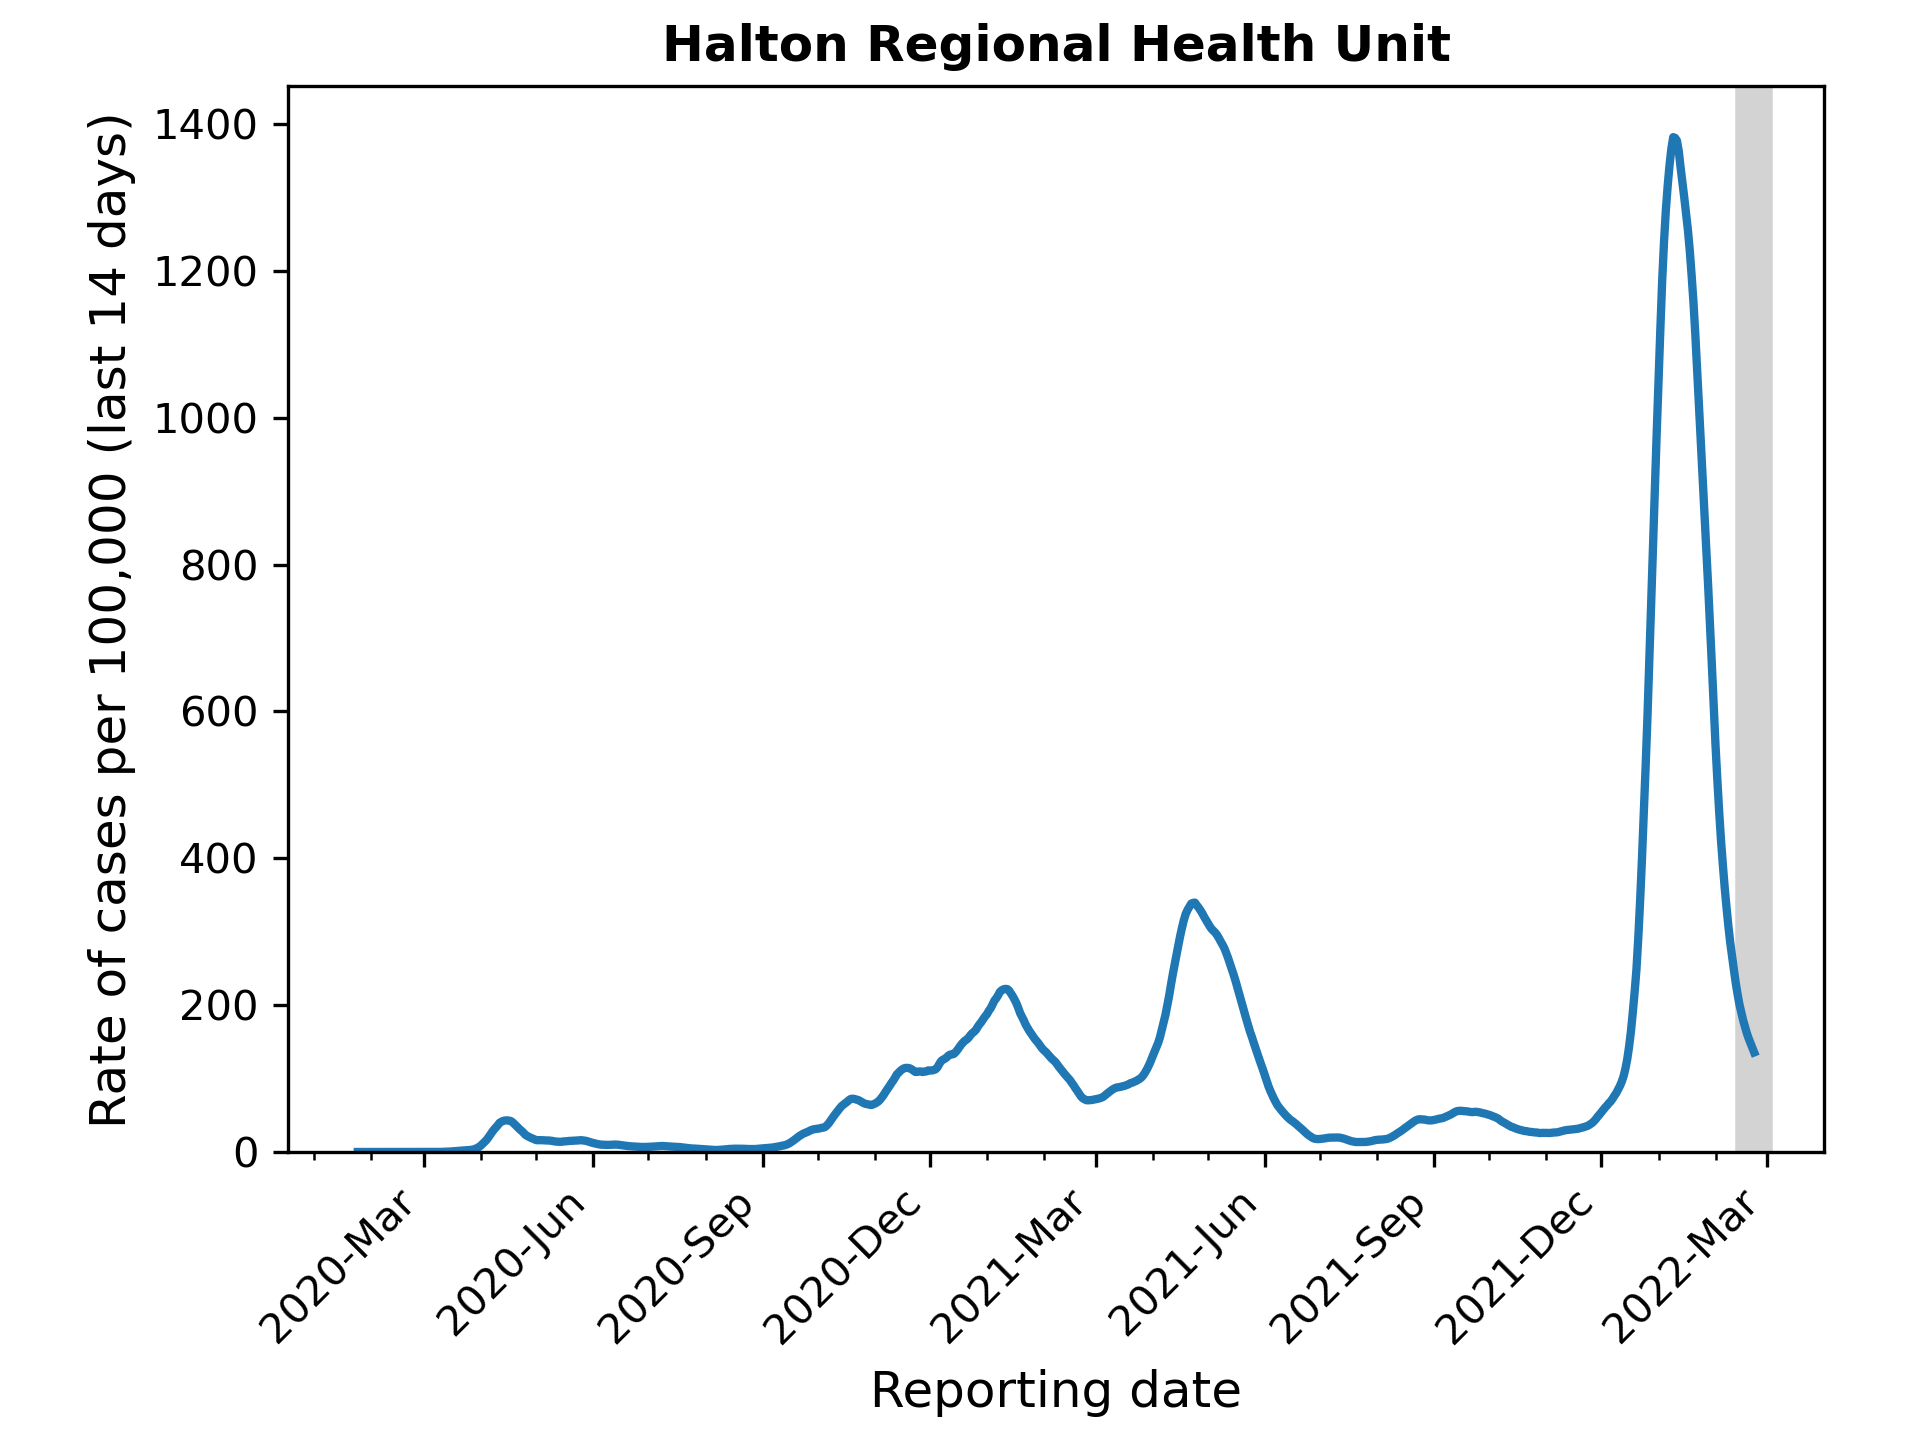 Halton Regional Health Unit
Rate of cases per 100,000 (last 14 days)
1400
1200
1000
800
600
400
200
0
2020-Mar
2020-Jun
2020-Sep
2020-Dec
2021-Mar
2021-Jun
2021-Sep
2021-Dec
2022-Mar
Reporting date